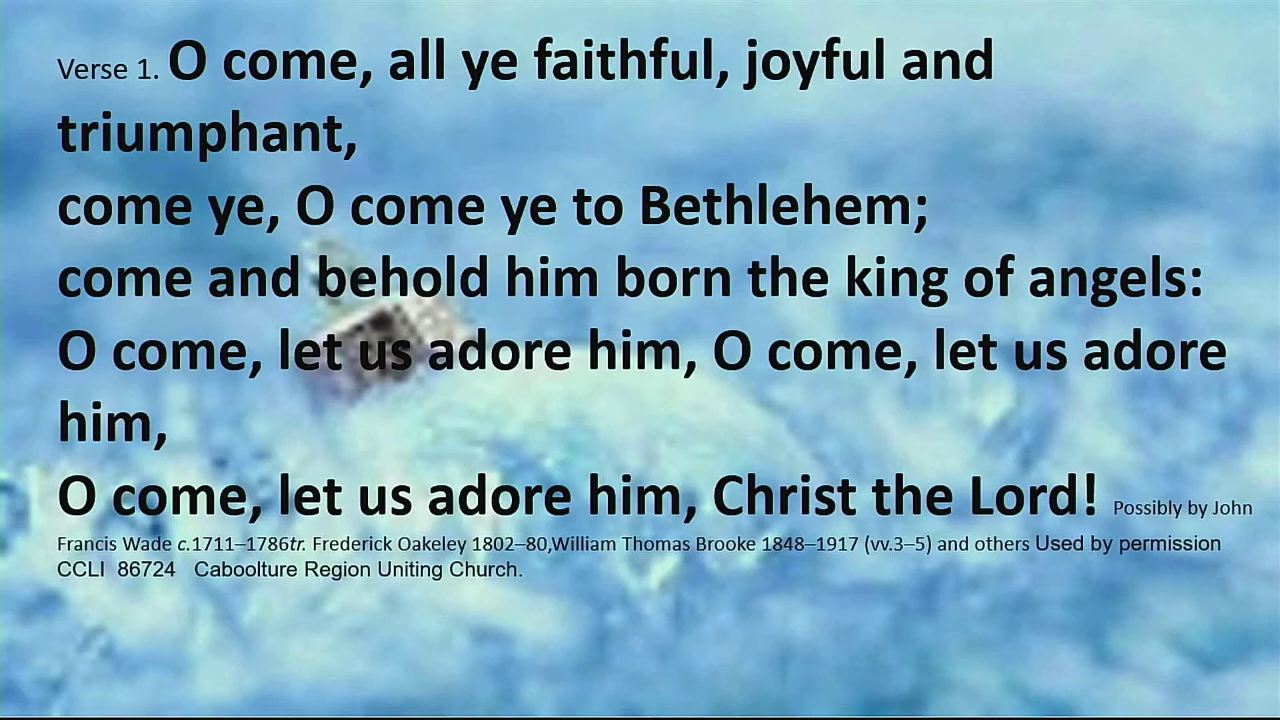 Verse 1. O come, all ye faithful, joyful and
triumphant,
come ye, O come ye to Bethlehem;
come and behold him born the king of angels:
O come, let us adore him, O come, let us adore
him,
O come, let us adore him, Christ the Lord! Possibly by John
Francis Wade c.1711–1786tr. Frederick Oakeley 1802–80,William Thomas Brooke 1848–1917 (vv.3–5) and others Used by permission
CCLI 86724 Caboolture Region Uniting Church.